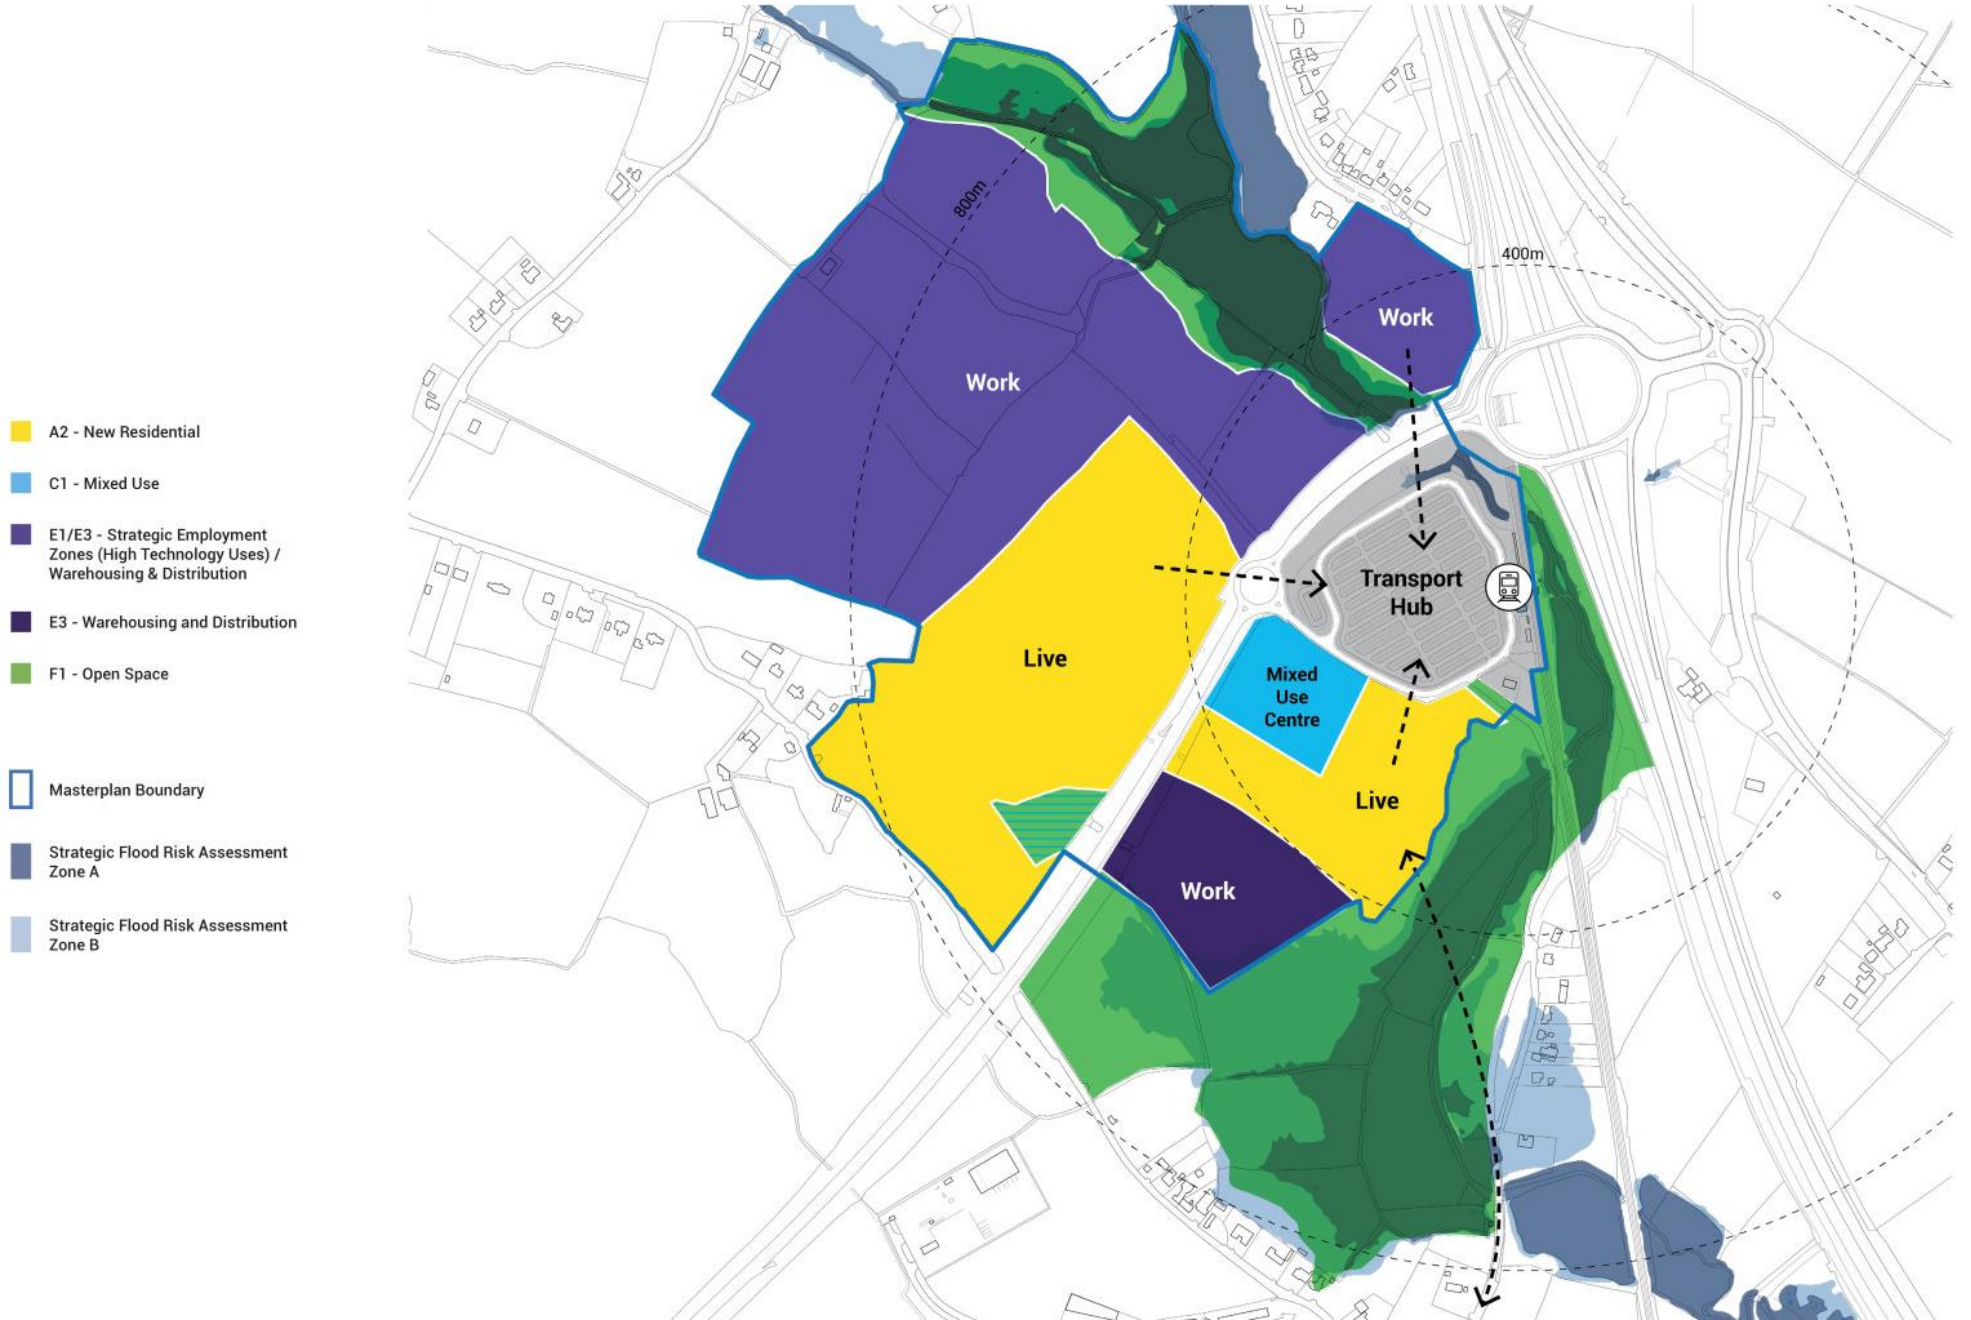 A2 - New Residential
C1 - Mixed Use
E1/E3 - Strategic Employment
Zones (High Technology Uses) /
Warehousing & Distribution
E3 - Warehousing and Distribution
F1 - Open Space
Masterplan Boundary
Strategic Flood Risk Assessment
Zone A
Strategic Flood Risk Assessment
Zone B
800m
400m
Work
Work
Transport
Hub
Live
Mixed
Use
Centre
Live
Work